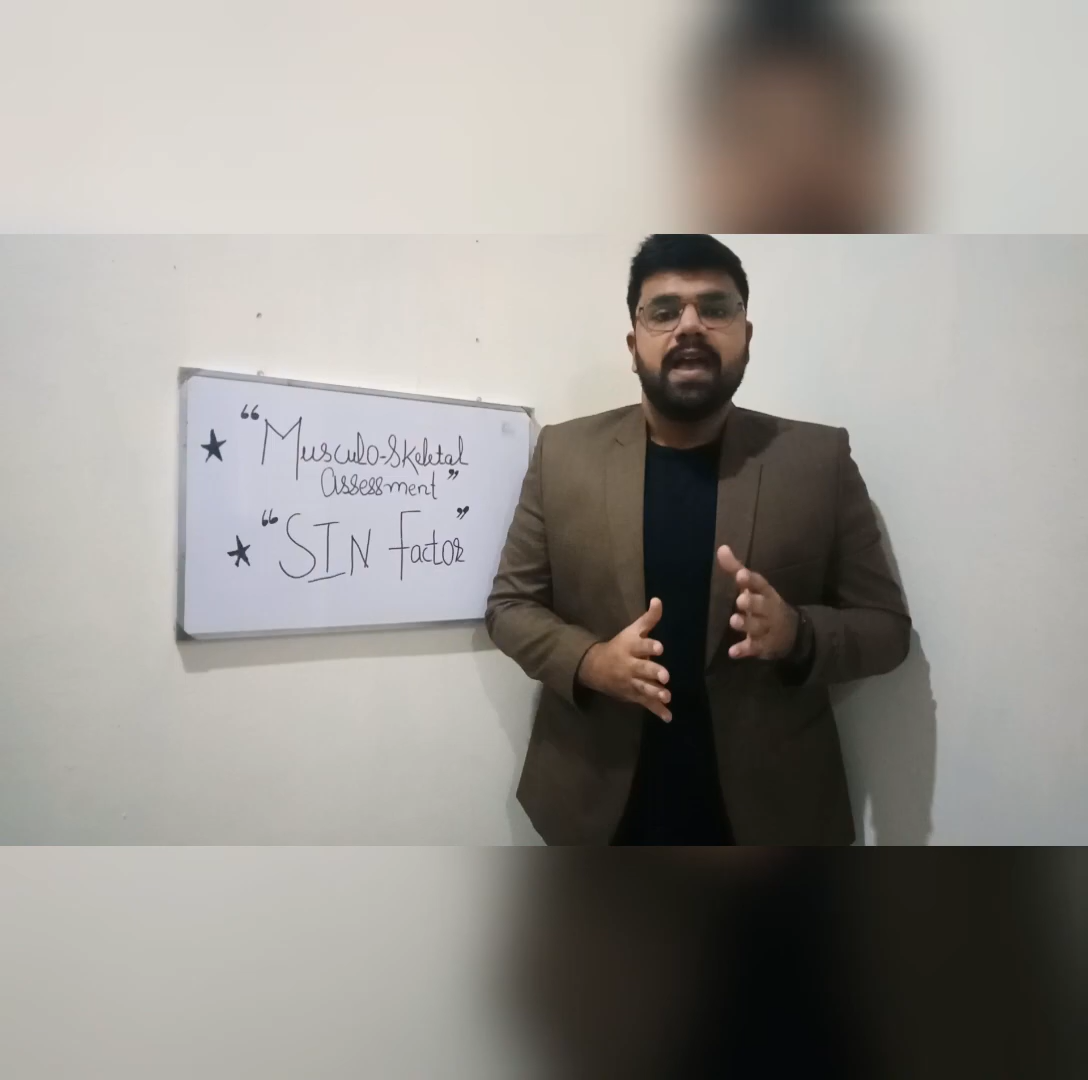 ★ "Musculo-Skeletal
Assessment"
★ "SIN Factor"